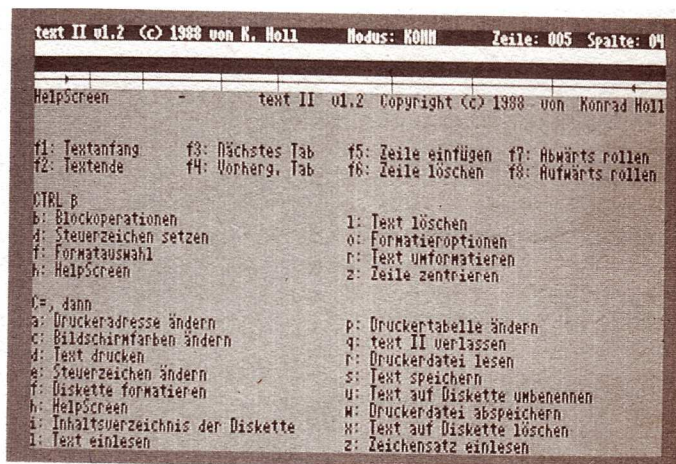 text II v1.2 (c) 1988 von K. Holl Modus: KOMM Zeile: 005 Spalte: 04
HelpScreen - text II v1.2 Copyright (c) 1988 von Konrad Holl
f1: Textanfang f3: Nächstes Tab f5: Zeile einfügen f7: Abwärts rollen
f2: Textende f4: Vorherg. Tab f6: Zeile löschen f8: Aufwärts rollen
CTRL &
b: Blockoperationen l: Text löschen
d: Steuerzeichen setzen o: Formatieroptionen
f: Formatauswahl r: Text umformatieren
h: HelpScreen z: Zeile zentrieren
C=, dann
a: Druckeradresse ändern p: Druckertabelle ändern
c: Bildschirmfarben ändern q: text II verlassen
d: Text drucken r: Druckerdatei lesen
e: Steuerzeichen ändern s: Text speichern
f: Diskette formatieren u: Text auf Diskette umbenennen
h: HelpScreen w: Druckerdatei abspeichern
i: Inhaltsverzeichnis der Diskette x: Text auf Diskette löschen
l: Text einlesen z: Zeichensatz einlesen